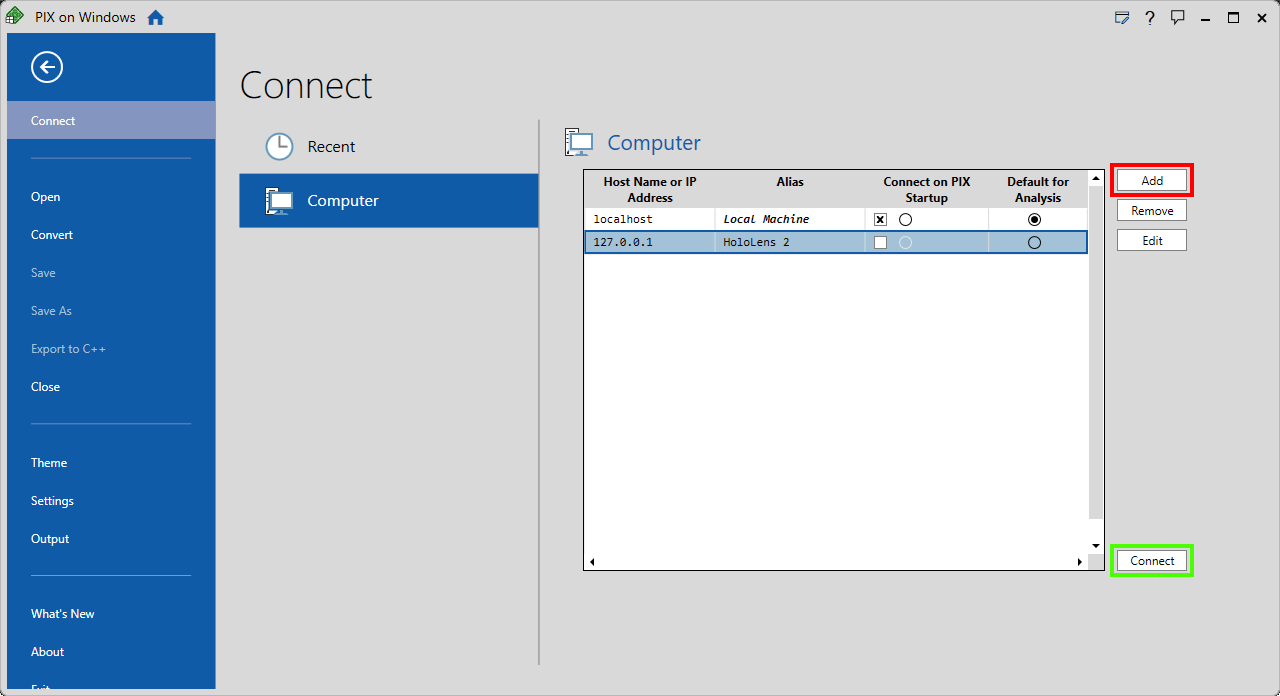 PIX on Windows
Connect
Open
Convert
Save
Save As
Export to C++
Close
Theme
Settings
Output
What's New
About
Exit
Connect
Recent
Computer
Computer
Host Name or IP Address
Alias
Connect on PIX Startup
Default for Analysis
localhost
Local Machine
127.0.0.1
HoloLens 2
Add
Remove
Edit
Connect